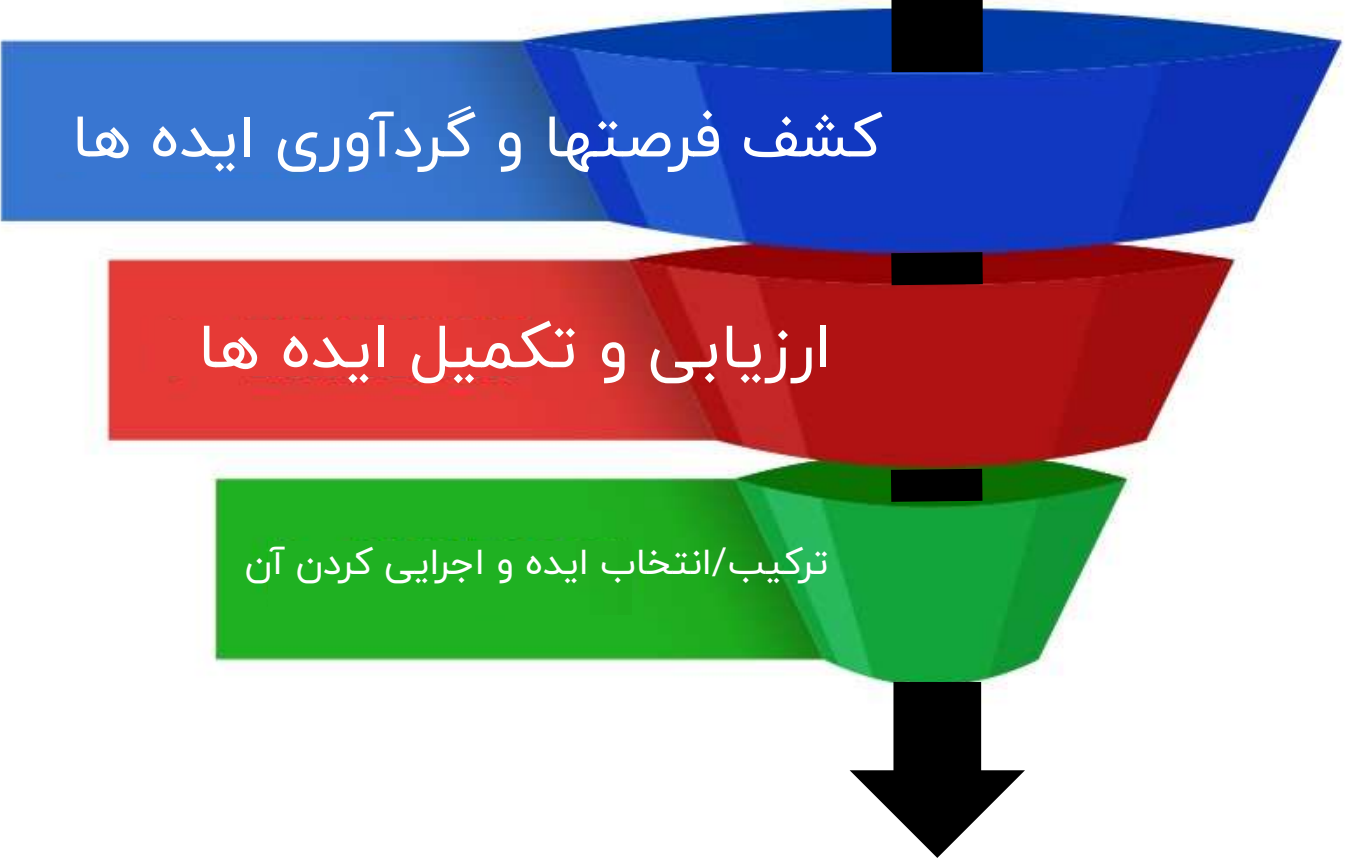 کشف فرصتها و گردآوری ایده ها
ارزیابی و تکمیل ایده ها
ترکیب/انتخاب ایده و اجرایی کردن آن